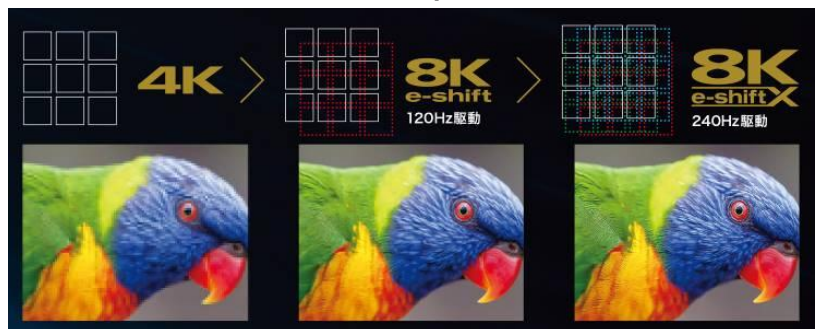 4K
8K
e-shift
120Hz駆動
8K
e-shiftX
240Hz駆動